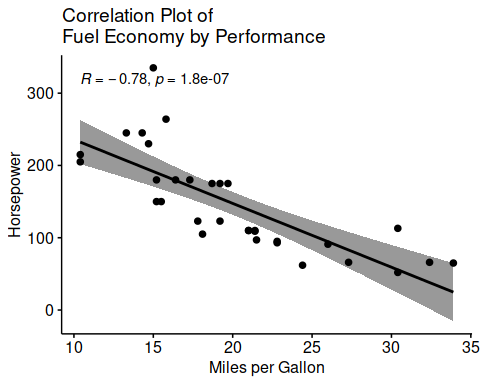 Correlation Plot of
Fuel Economy by Performance
R = −0.78, p = 1.8e-07
300
200
100
0
Horsepower
10 15 20 25 30 35
Miles per Gallon